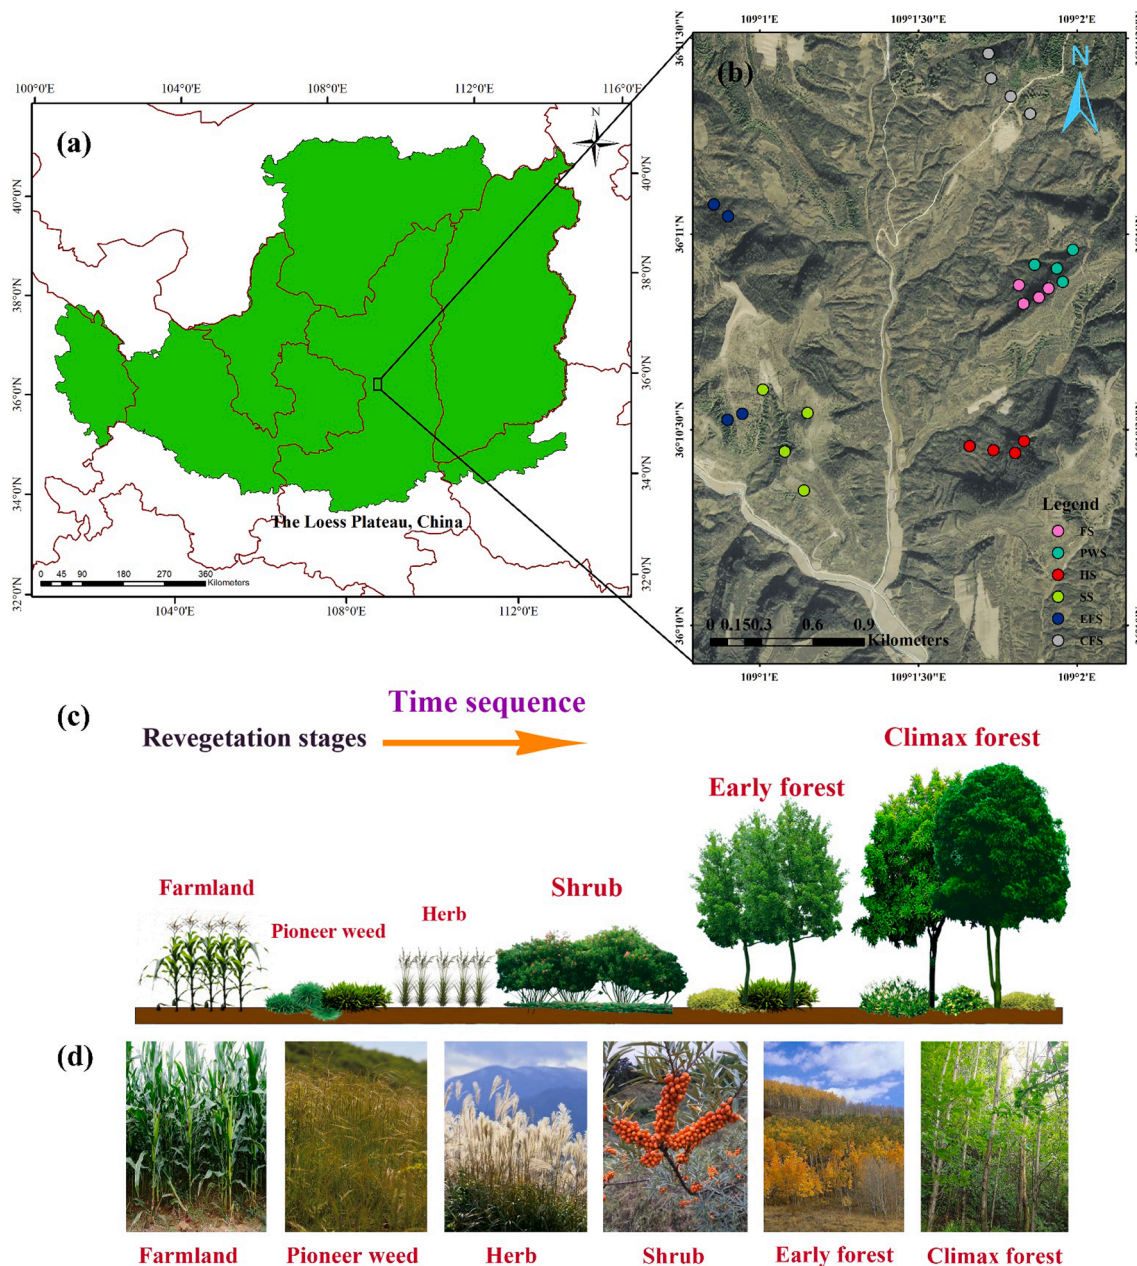 100°0'E 104°0'E 108°0'E 112°0'E 116°0'E
(a)
N
40°0'N
38°0'N
36°0'N
34°0'N
32°0'N
40°0'N
38°0'N
36°0'N
34°0'N
32°0'N
The Loess Plateau, China
0 45 90 180 270 360
Kilometers
104°0'E 108°0'E 112°0'E
109°1'E 109°1'30"E 109°2'E
(b)
N
36°11'30"N
36°11'N
36°10'30"N
36°10'N
Legend
FS
PWS
HS
SS
EFS
CFS
0 0.15 0.3 0.6 0.9
Kilometers
109°1'E 109°1'30"E 109°2'E
(c)
Time sequence
Revegetation stages
Climax forest
Early forest
Farmland
Shrub
Herb
Pioneer weed
(d)
Farmland Pioneer weed Herb Shrub Early forest Climax forest